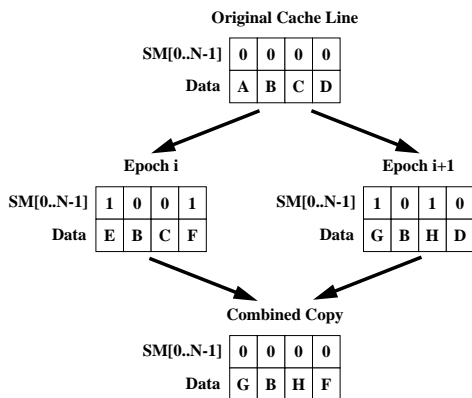 Original Cache Line
SM[0..N-1] 0 0 0 0
Data A B C D
Epoch i Epoch i+1
SM[0..N-1] 1 0 0 1 SM[0..N-1] 1 0 1 0
Data E B C F Data G B H D
Combined Copy
SM[0..N-1] 0 0 0 0
Data G B H F